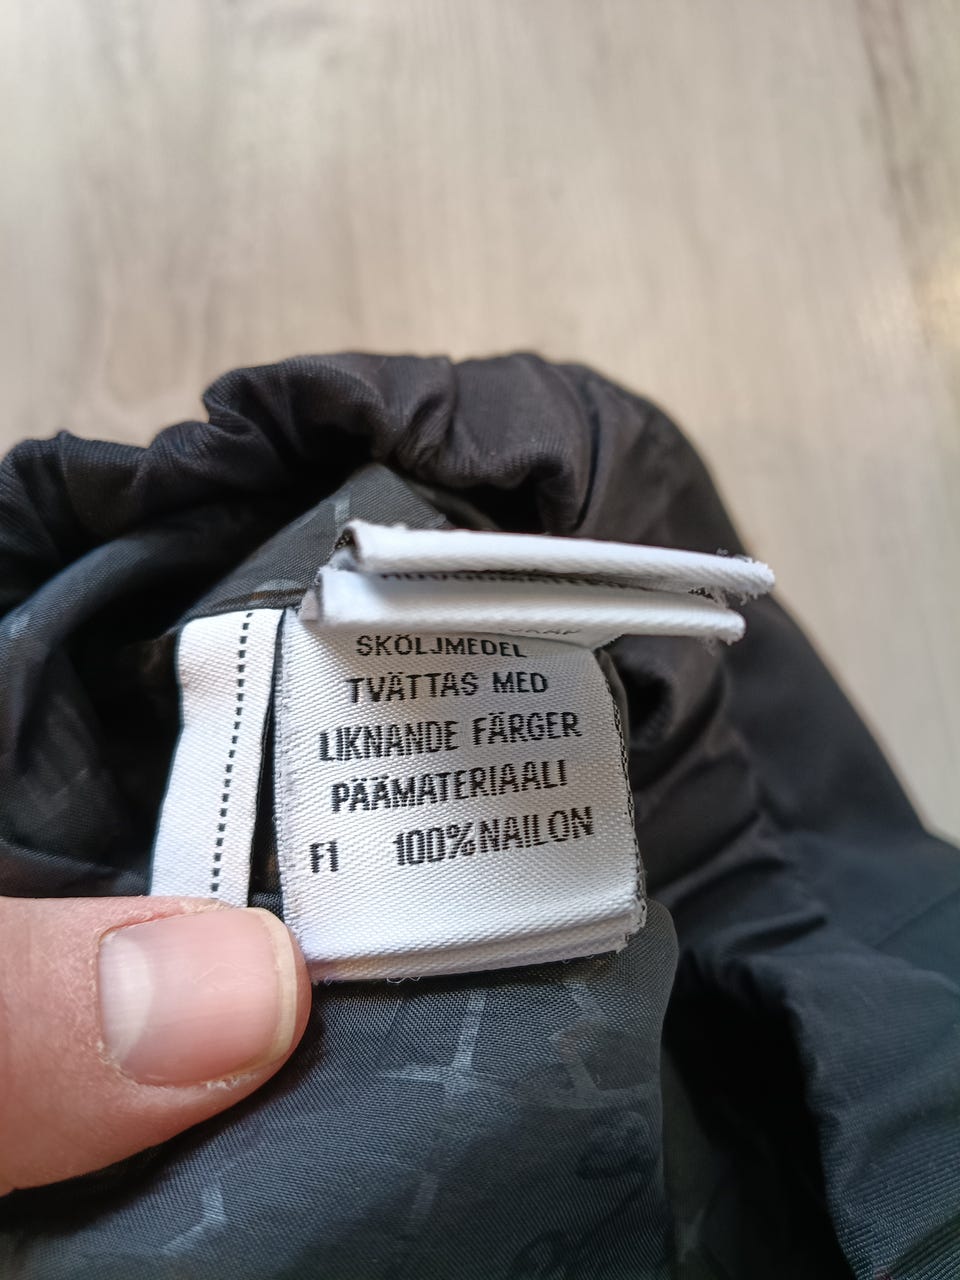 SKÖLJMEDEL
TVÄTTAS MED
LIKNANDE FÄRGER
PÄÄMATERIAALI
FI 100% NAILON